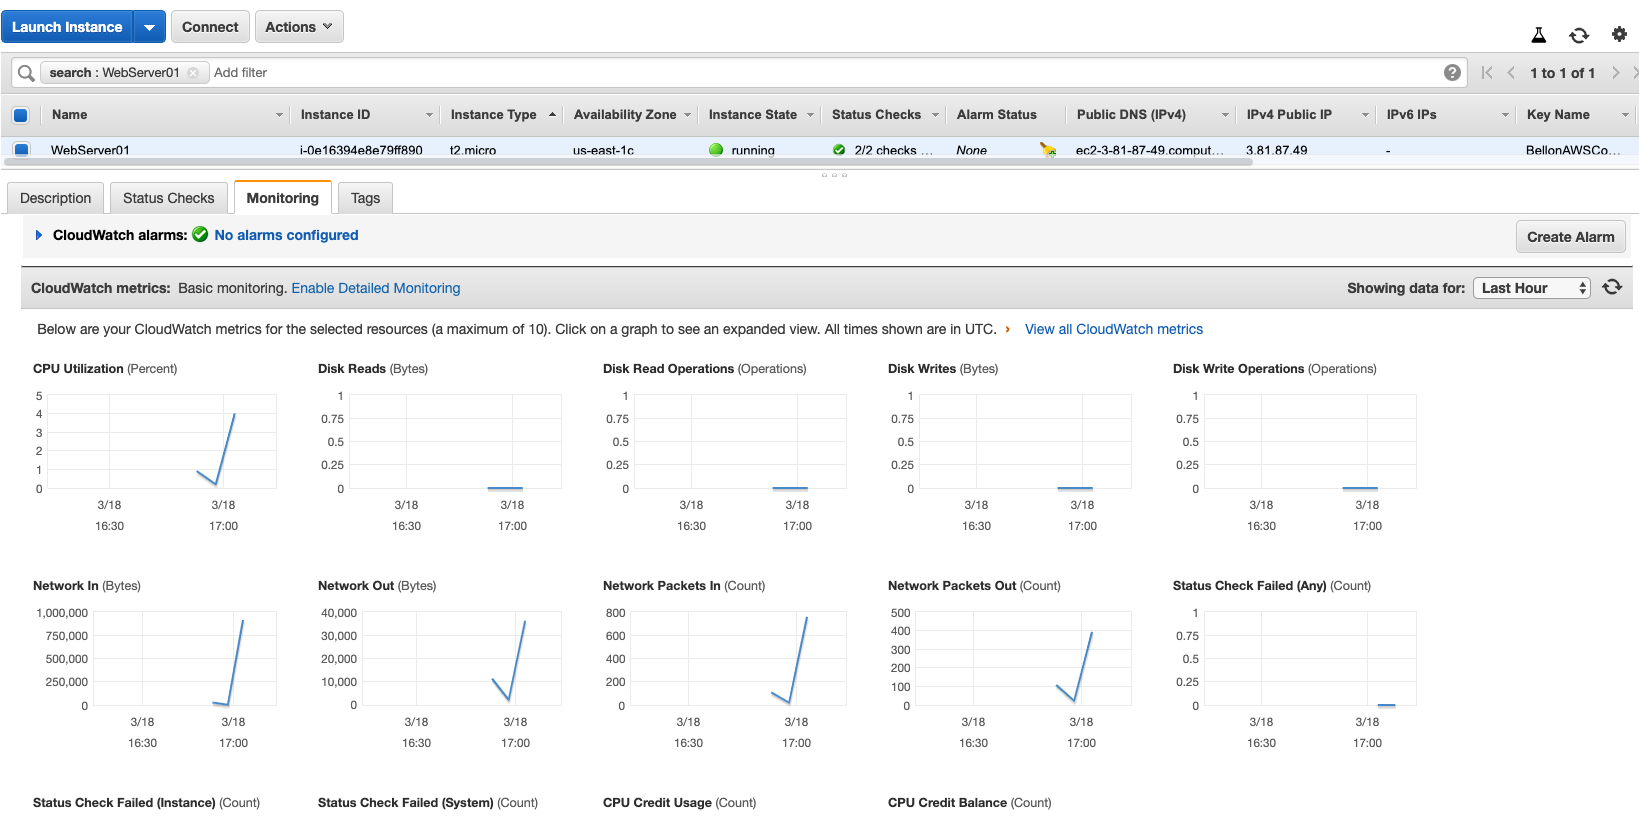 Launch Instance Connect Actions
search : WebServer01 Add filter 1 to 1 of 1
Name Instance ID Instance Type Availability Zone Instance State Status Checks Alarm Status Public DNS (IPv4) IPv4 Public IP IPv6 IPs Key Name
WebServer01 i-0e16394e8e79ff890 t2.micro us-east-1c running 2/2 checks ... None ec2-3-81-87-49.comput... 3.81.87.49 - BellonAWSCo...
Description Status Checks Monitoring Tags
CloudWatch alarms: No alarms configured Create Alarm
CloudWatch metrics: Basic monitoring. Enable Detailed Monitoring Showing data for: Last Hour
Below are your CloudWatch metrics for the selected resources (a maximum of 10). Click on a graph to see an expanded view. All times shown are in UTC. › View all CloudWatch metrics
CPU Utilization (Percent) Disk Reads (Bytes) Disk Read Operations (Operations) Disk Writes (Bytes) Disk Write Operations (Operations)
5 1 1 1 1
4 0.75 0.75 0.75 0.75
3 0.5 0.5 0.5 0.5
2
1 0.25 0.25 0.25 0.25
0 0 0 0 0
3/18 3/18 3/18 3/18 3/18 3/18 3/18 3/18 3/18 3/18
16:30 17:00 16:30 17:00 16:30 17:00 16:30 17:00 16:30 17:00
Network In (Bytes) Network Out (Bytes) Network Packets In (Count) Network Packets Out (Count) Status Check Failed (Any) (Count)
1,000,000 40,000 800 500 1
750,000 30,000 600 400 0.75
500,000 20,000 400 300 0.5
250,000 10,000 200 200 0.25
100
0 0 0 0 0
3/18 3/18 3/18 3/18 3/18 3/18 3/18 3/18 3/18 3/18
16:30 17:00 16:30 17:00 16:30 17:00 16:30 17:00 16:30 17:00
Status Check Failed (Instance) (Count) Status Check Failed (System) (Count) CPU Credit Usage (Count) CPU Credit Balance (Count)